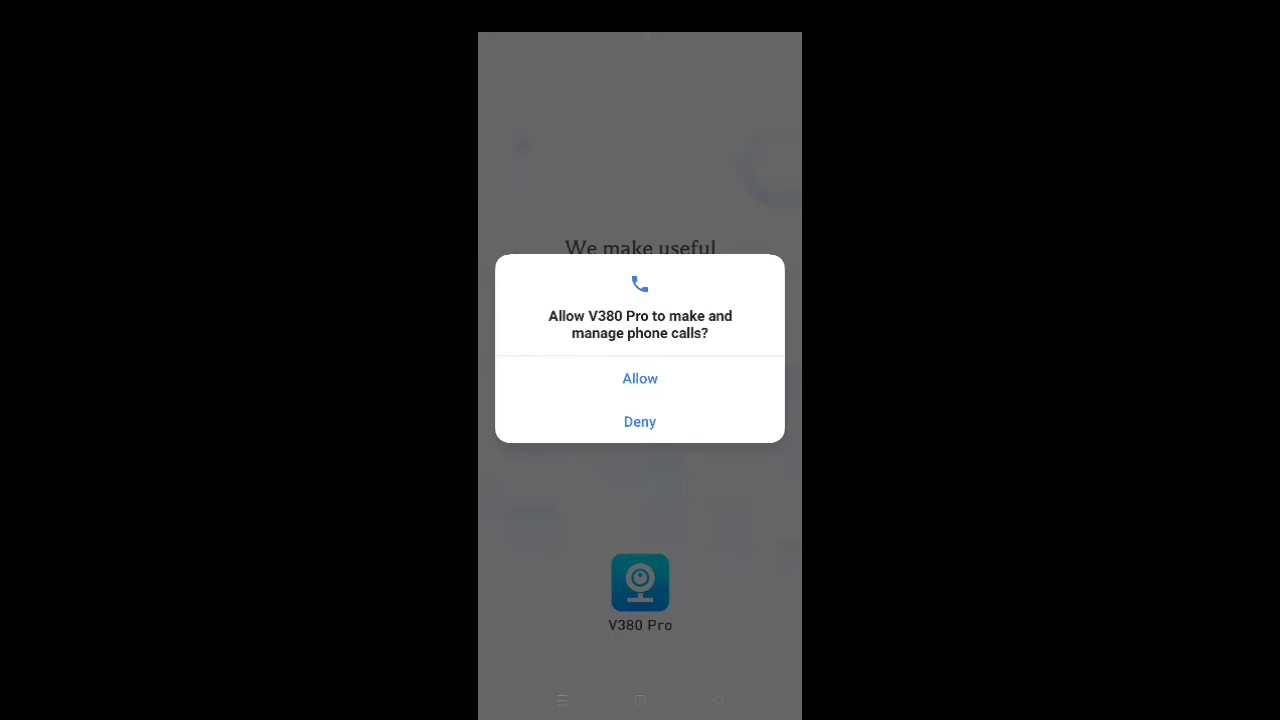 We make useful
Allow V380 Pro to make and
manage phone calls?
Allow
Deny
V380 Pro